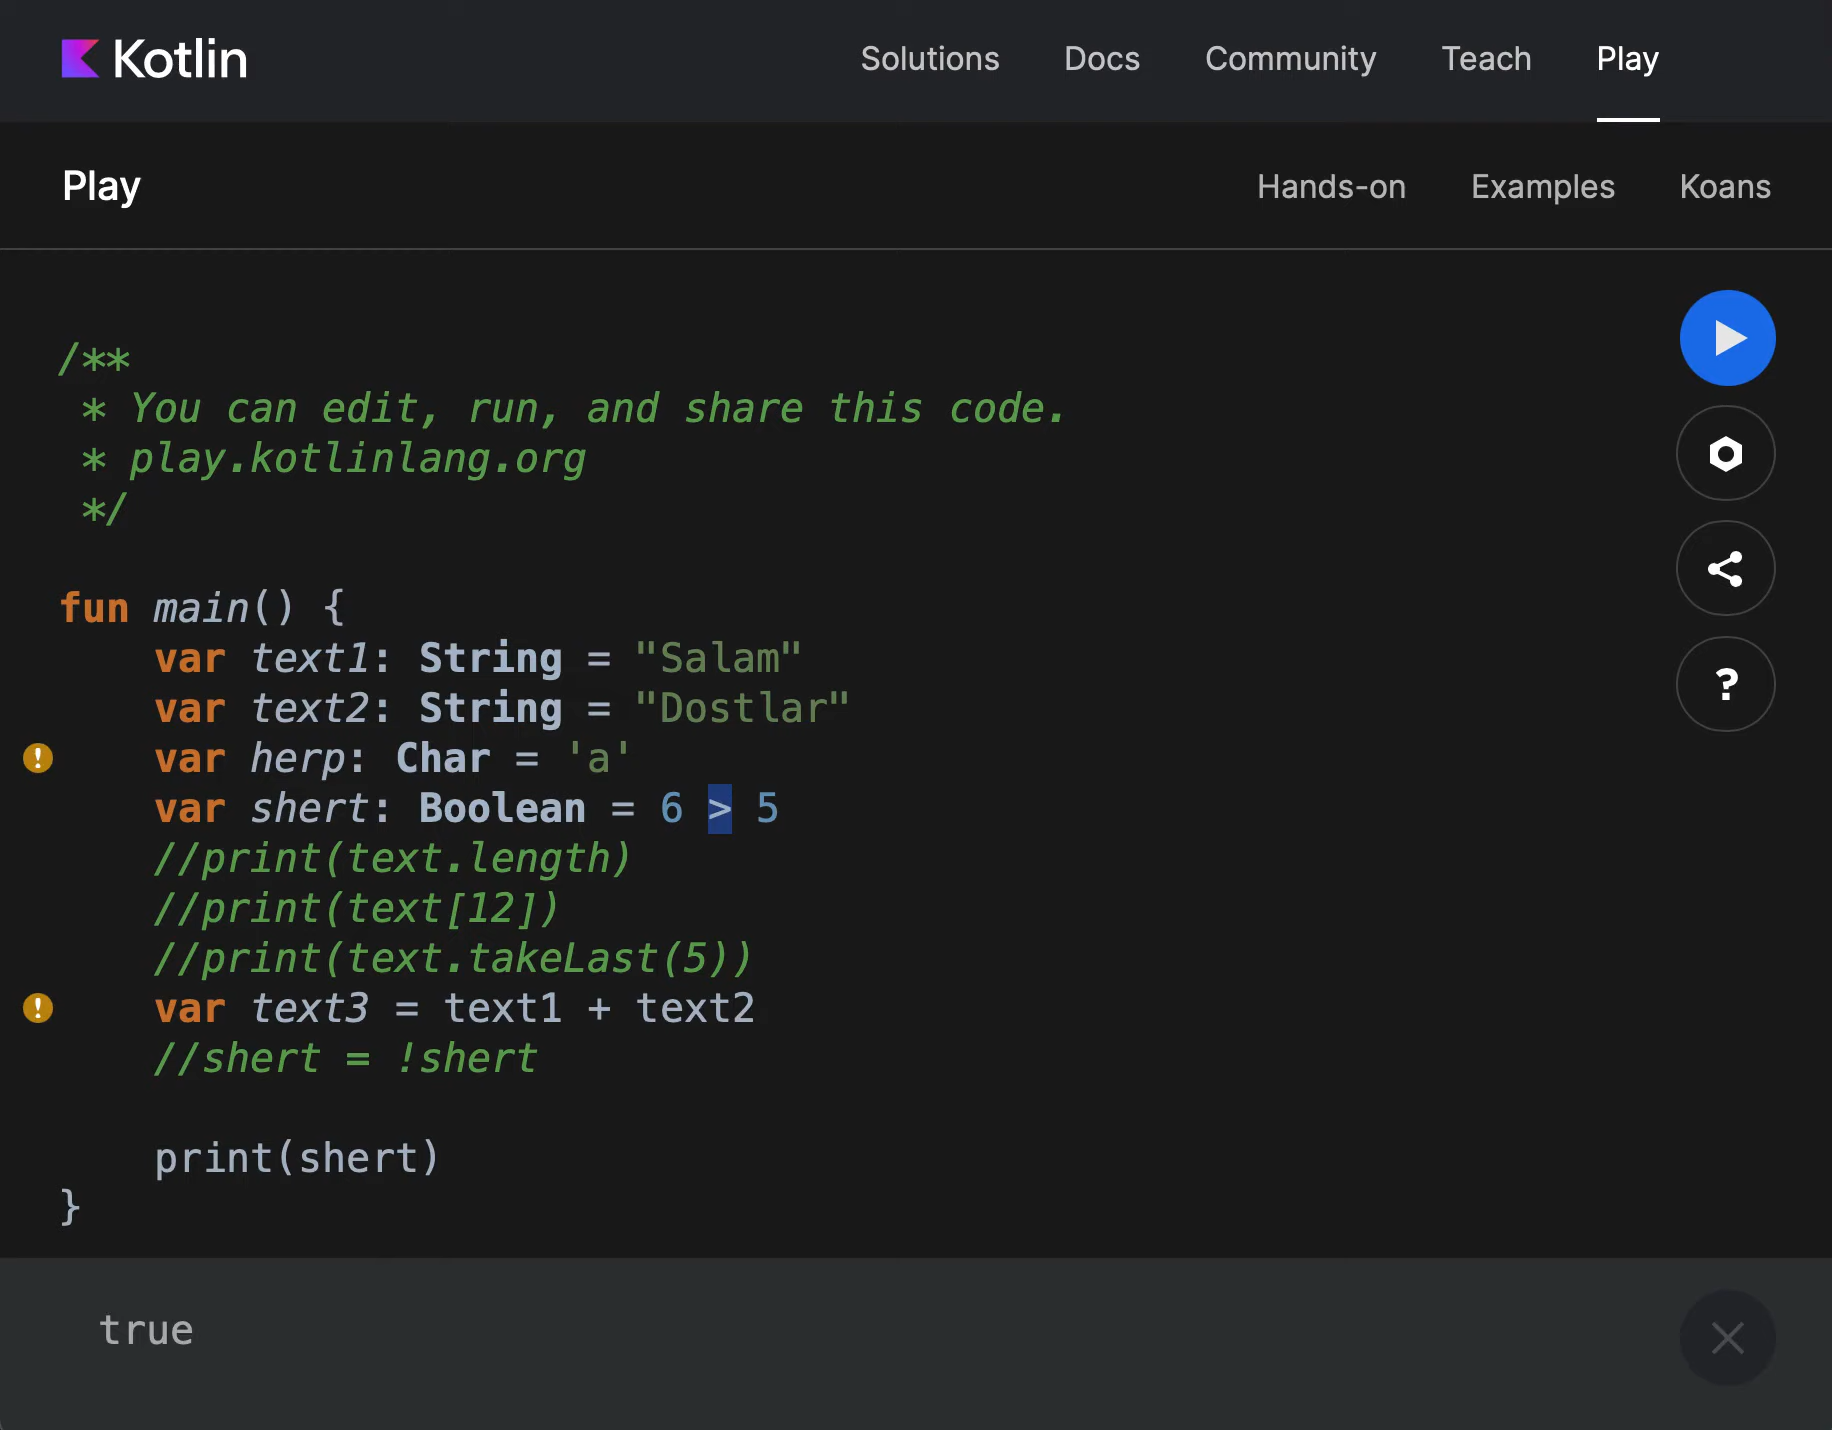 Kotlin
Solutions Docs Community Teach Play
Play
Hands-on Examples Koans
/**
 * You can edit, run, and share this code.
 * play.kotlinlang.org
 */
fun main() {
    var text1: String = "Salam"
    var text2: String = "Dostlar"
    var herp: Char = 'a'
    var shert: Boolean = 6 > 5
    //print(text.length)
    //print(text[12])
    //print(text.takeLast(5))
    var text3 = text1 + text2
    //shert = !shert
    print(shert)
}
true